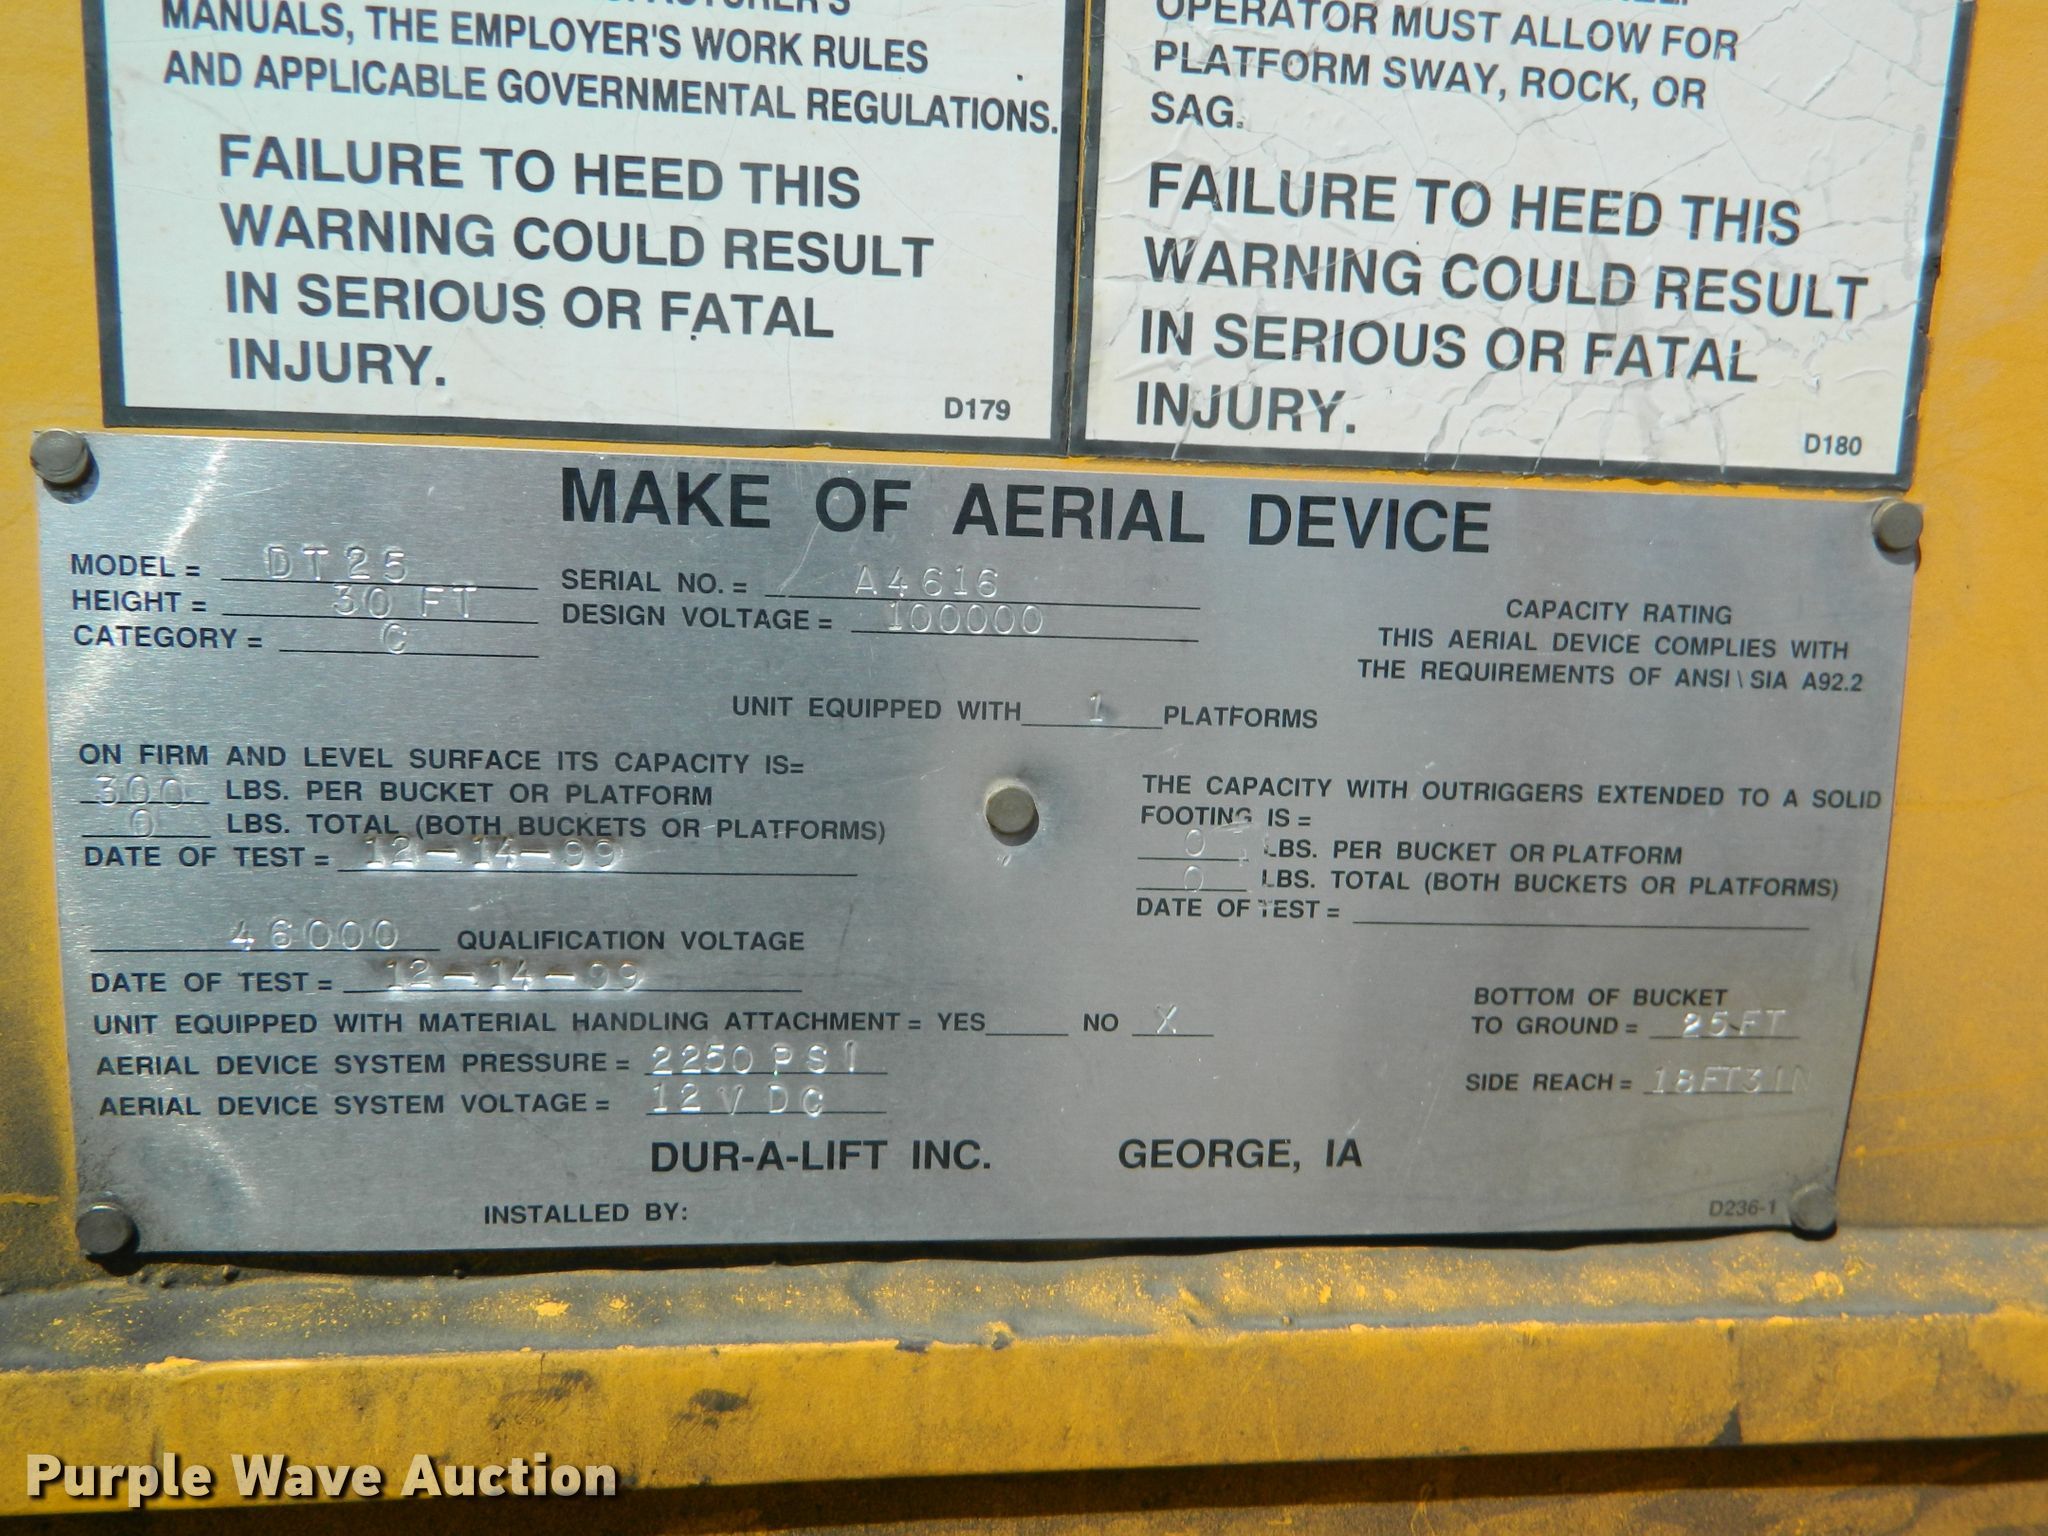 MANUALS, THE EMPLOYER'S WORK RULES
AND APPLICABLE GOVERNMENTAL REGULATIONS.
FAILURE TO HEED THIS
WARNING COULD RESULT
IN SERIOUS OR FATAL
INJURY.
D179
OPERATOR MUST ALLOW FOR
PLATFORM SWAY, ROCK, OR
SAG.
FAILURE TO HEED THIS
WARNING COULD RESULT
IN SERIOUS OR FATAL
INJURY.
D180
MAKE OF AERIAL DEVICE
MODEL = DT25
HEIGHT = 30 FT
CATEGORY = C
SERIAL NO. = A4616
DESIGN VOLTAGE = 100000
CAPACITY RATING
THIS AERIAL DEVICE COMPLIES WITH
THE REQUIREMENTS OF ANSI \ SIA A92.2
UNIT EQUIPPED WITH 1 PLATFORMS
ON FIRM AND LEVEL SURFACE ITS CAPACITY IS=
300 LBS. PER BUCKET OR PLATFORM
0 LBS. TOTAL (BOTH BUCKETS OR PLATFORMS)
DATE OF TEST = 12-14-99
THE CAPACITY WITH OUTRIGGERS EXTENDED TO A SOLID
FOOTING IS =
0 LBS. PER BUCKET OR PLATFORM
0 LBS. TOTAL (BOTH BUCKETS OR PLATFORMS)
DATE OF TEST =
46000 QUALIFICATION VOLTAGE
DATE OF TEST = 12-14-99
UNIT EQUIPPED WITH MATERIAL HANDLING ATTACHMENT = YES NO X
AERIAL DEVICE SYSTEM PRESSURE = 2250 PSI
AERIAL DEVICE SYSTEM VOLTAGE = 12 V DC
BOTTOM OF BUCKET
TO GROUND = 25 FT
SIDE REACH = 18FT3IN
DUR-A-LIFT INC. GEORGE, IA
INSTALLED BY:
D236-1
Purple Wave Auction